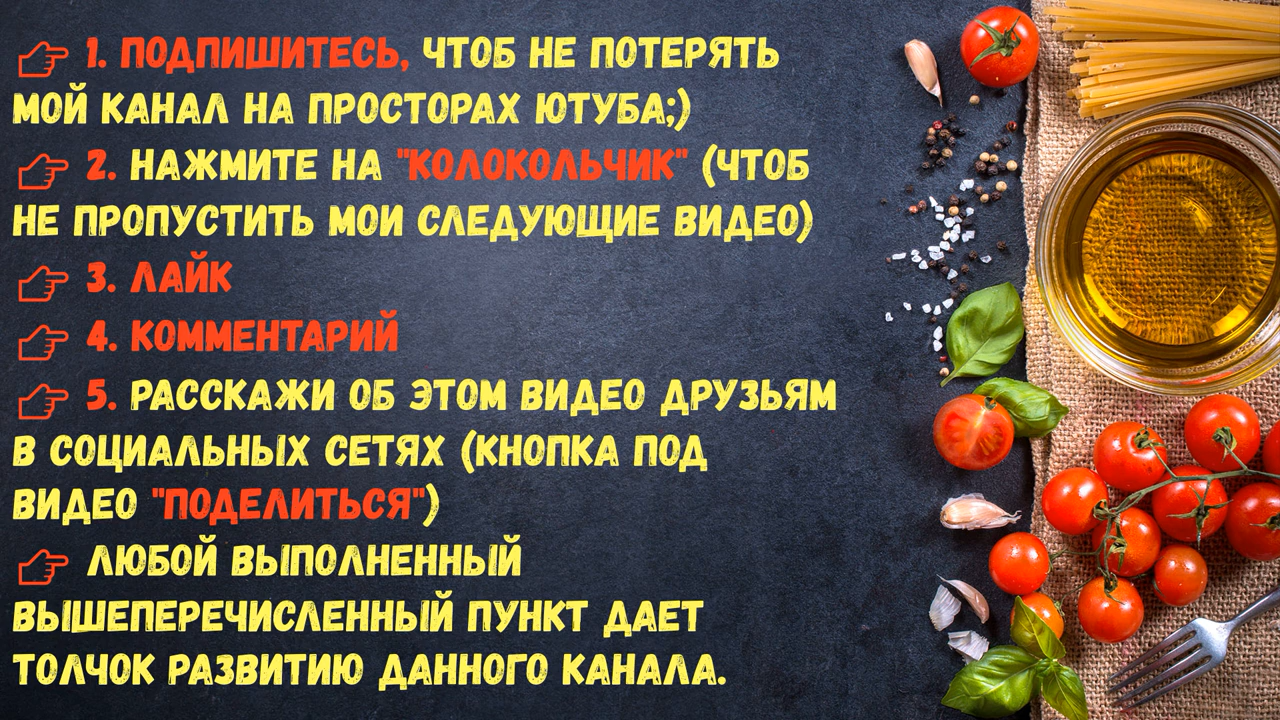 1. ПОДПИШИТЕСЬ, ЧТОБ НЕ ПОТЕРЯТЬ
МОЙ КАНАЛ НА ПРОСТОРАХ ЮТУБА;)
2. НАЖМИТЕ НА "КОЛОКОЛЬЧИК" (ЧТОБ
НЕ ПРОПУСТИТЬ МОИ СЛЕДУЮЩИЕ ВИДЕО)
3. ЛАЙК
4. КОММЕНТАРИЙ
5. РАССКАЖИ ОБ ЭТОМ ВИДЕО ДРУЗЬЯМ
В СОЦИАЛЬНЫХ СЕТЯХ (КНОПКА ПОД
ВИДЕО "ПОДЕЛИТЬСЯ")
ЛЮБОЙ ВЫПОЛНЕННЫЙ
ВЫШЕПЕРЕЧИСЛЕННЫЙ ПУНКТ ДАЕТ
ТОЛЧОК РАЗВИТИЮ ДАННОГО КАНАЛА.